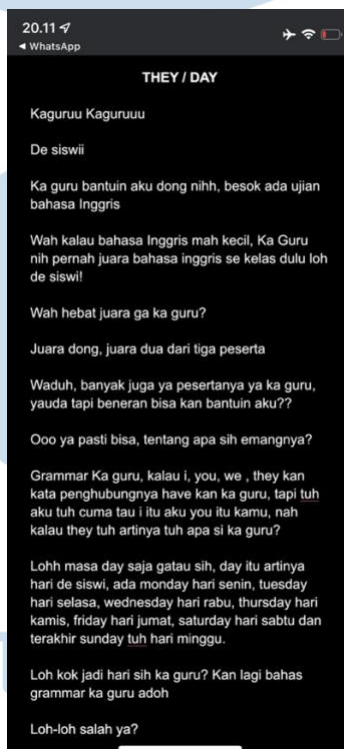 20.11
◀ WhatsApp
THEY / DAY
Kaguruu Kaguruuu
De siswii
Ka guru bantuin aku dong nihh, besok ada ujian
bahasa Inggris
Wah kalau bahasa Inggris mah kecil, Ka Guru
nih pernah juara bahasa inggris se kelas dulu loh
de siswi!
Wah hebat juara ga ka guru?
Juara dong, juara dua dari tiga peserta
Waduh, banyak juga ya pesertanya ya ka guru,
yauda tapi beneran bisa kan bantuin aku??
Ooo ya pasti bisa, tentang apa sih emangnya?
Grammar Ka guru, kalau i, you, we , they kan
kata penghubungnya have kan ka guru, tapi tuh
aku tuh cuma tau i itu aku you itu kamu, nah
kalau they tuh artinya tuh apa si ka guru?
Lohh masa day saja gatau sih, day itu artinya
hari de siswi, ada monday hari senin, tuesday
hari selasa, wednesday hari rabu, thursday hari
kamis, friday hari jumat, saturday hari sabtu dan
terakhir sunday tuh hari minggu.
Loh kok jadi hari sih ka guru? Kan lagi bahas
grammar ka guru adoh
Loh-loh salah ya?